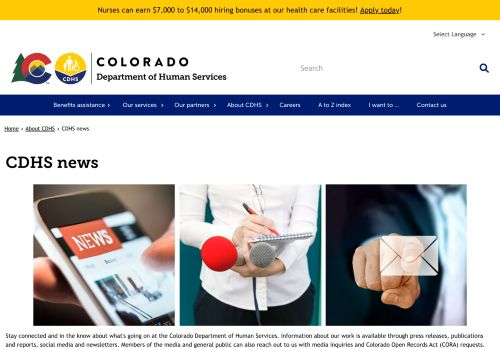 Nurses can earn $7,000 to $14,000 hiring bonuses at our health care facilities! Apply today!
Select Language
CDHS
COLORADO
Department of Human Services
Search
Benefits assistance
Our services
Our partners
About CDHS
Careers
A to Z index
I want to ...
Contact us
Home › About CDHS › CDHS news
CDHS news
NEWS
Stay connected and in the know about what's going on at the Colorado Department of Human Services. Information about our work is available through press releases, publications
and reports, social media and newsletters. Members of the media and general public can also reach out to us with media inquiries and Colorado Open Records Act (CORA) requests.